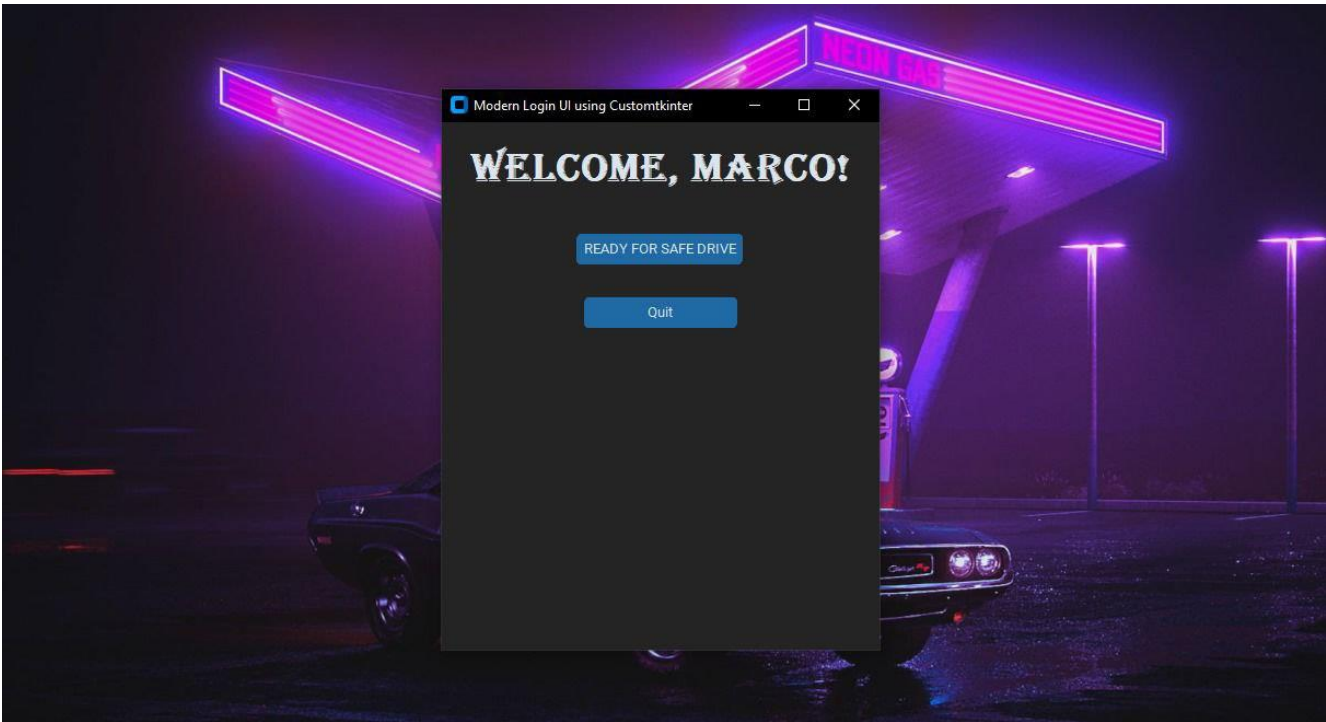 NEON GAS
Modern Login UI using Customtkinter
WELCOME, MARCO!
READY FOR SAFE DRIVE
Quit